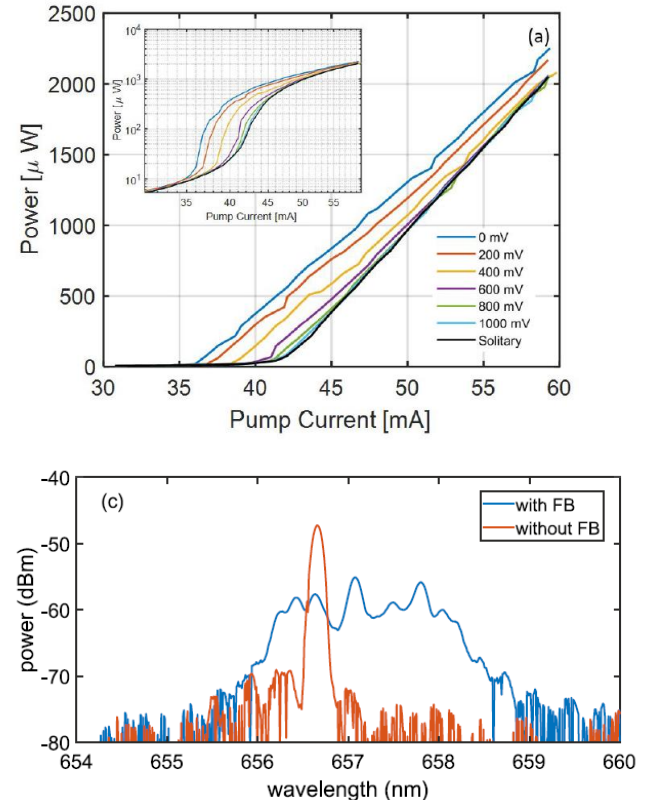 2500
(a)
2000
1500
1000
500
0
Power [μ W]
30
35
40
45
50
55
60
Pump Current [mA]
10⁴
10³
10²
10¹
Power [μ W]
35
40
45
50
55
Pump Current [mA]
0 mV
200 mV
400 mV
600 mV
800 mV
1000 mV
Solitary
-40
(c)
-50
-60
-70
-80
power (dBm)
with FB
without FB
654
655
656
657
658
659
660
wavelength (nm)